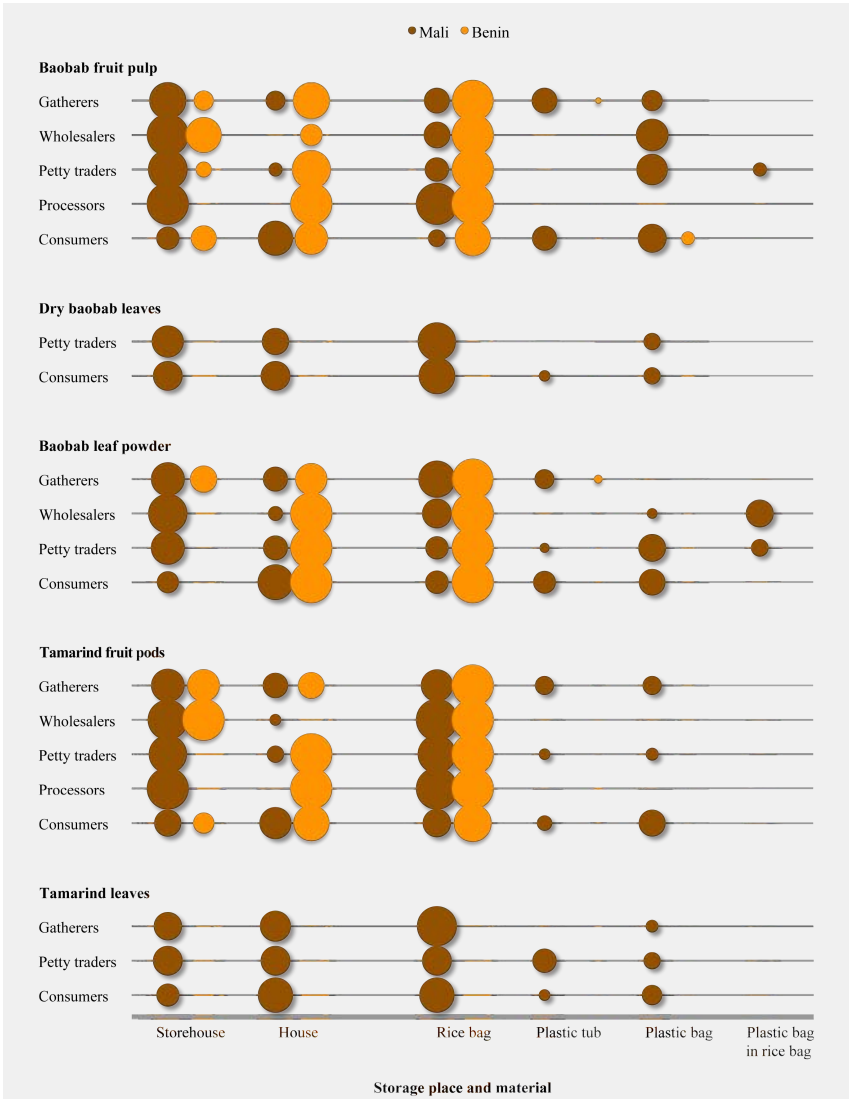 Mali Benin
Baobab fruit pulp
Gatherers
Wholesalers
Petty traders
Processors
Consumers
Dry baobab leaves
Petty traders
Consumers
Baobab leaf powder
Gatherers
Wholesalers
Petty traders
Consumers
Tamarind fruit pods
Gatherers
Wholesalers
Petty traders
Processors
Consumers
Tamarind leaves
Gatherers
Petty traders
Consumers
Storehouse House Rice bag Plastic tub Plastic bag Plastic bag
in rice bag
Storage place and material